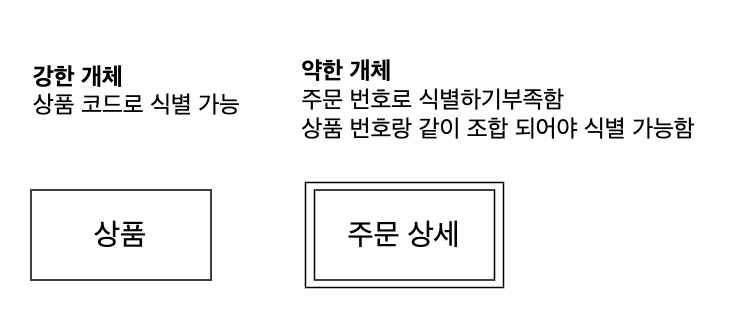 강한 개체
상품 코드로 식별 가능
약한 개체
주문 번호로 식별하기부족함
상품 번호랑 같이 조합 되어야 식별 가능함
상품
주문 상세